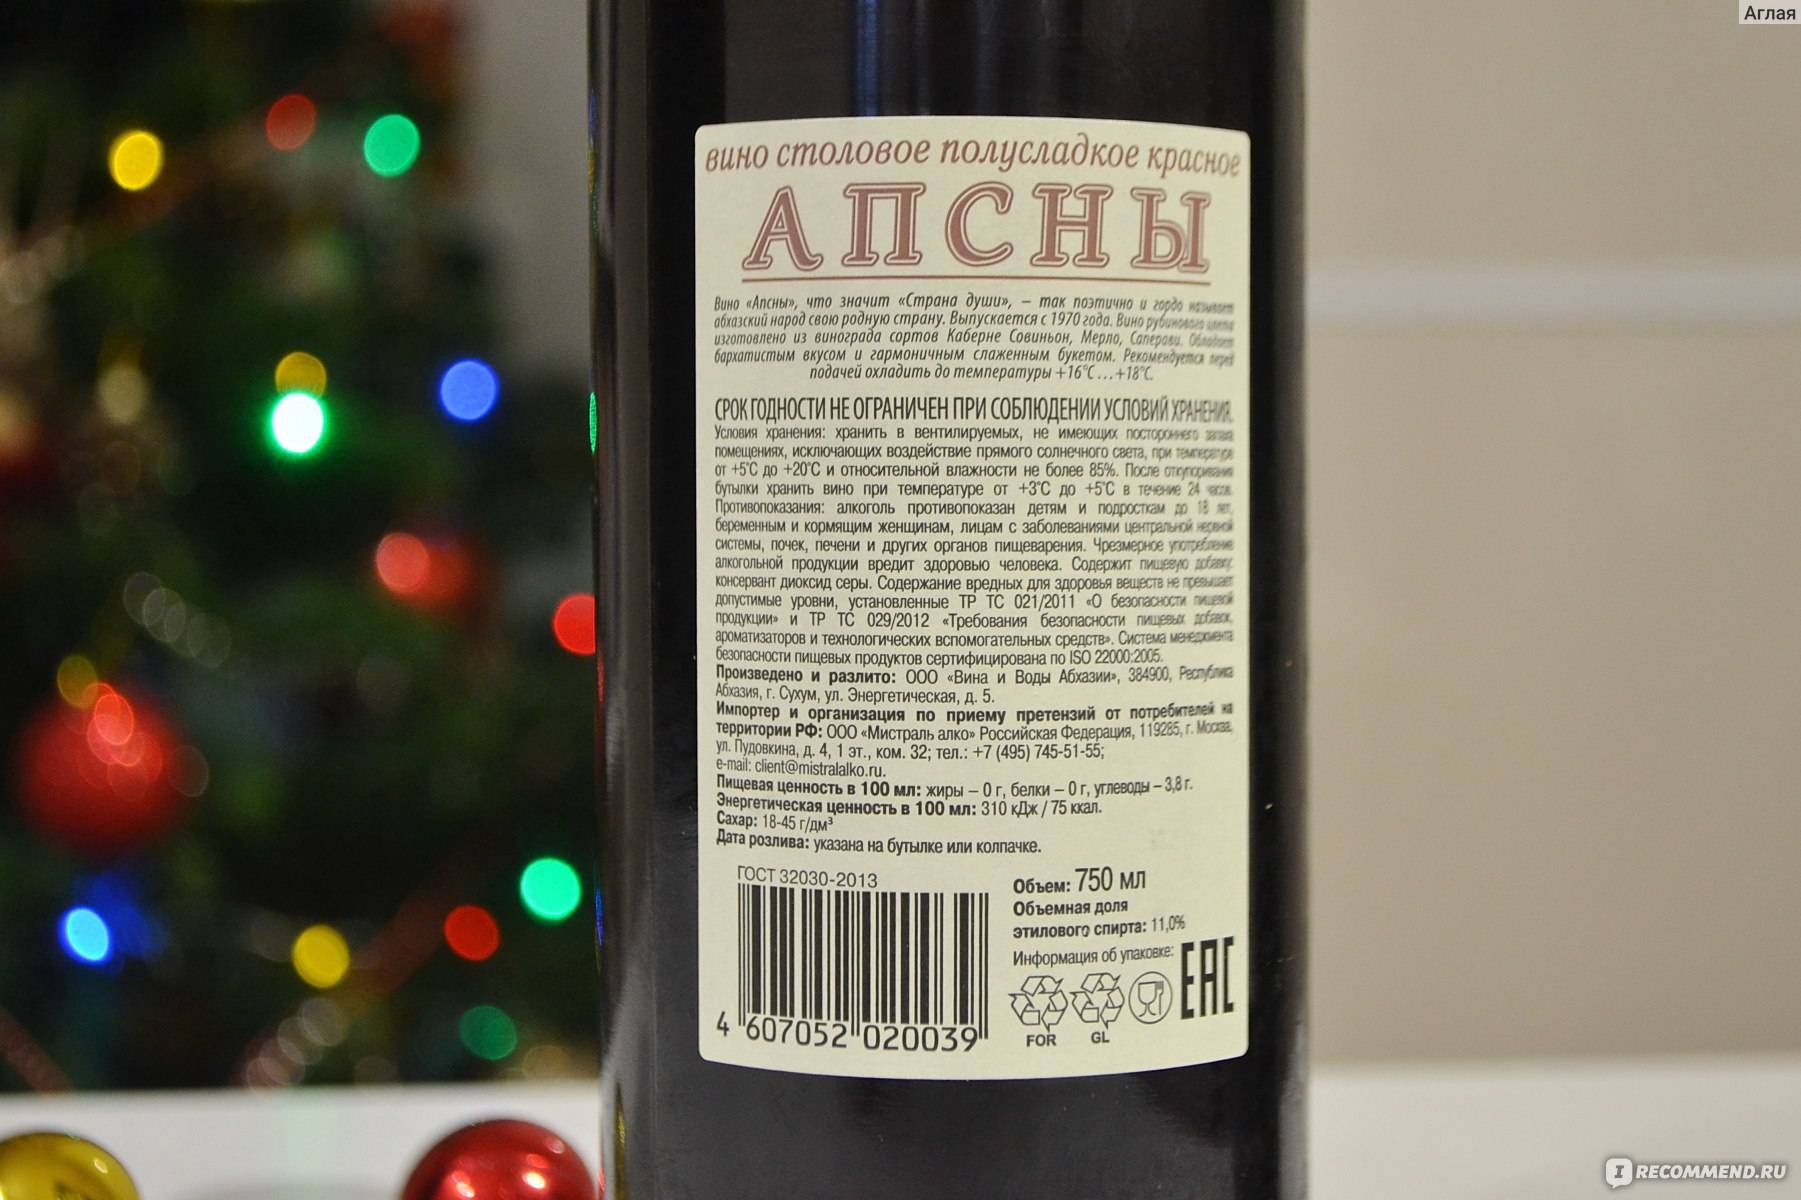 Аглая
вино столовое полусладкое красное
АПСНЫ
Вино «Апсны», что значит «Страна души», – так поэтично и гордо называет
абхазский народ свою родную страну. Выпускается с 1970 года. Вино рубинового цвета
изготовлено из винограда сортов Каберне Совиньон, Мерло, Саперови. Обладает
бархатистым вкусом и гармоничным слаженным букетом. Рекомендуется перед
подачей охладить до температуры +16°С...+18°С.
СРОК ГОДНОСТИ НЕ ОГРАНИЧЕН ПРИ СОБЛЮДЕНИИ УСЛОВИЙ ХРАНЕНИЯ.
Условия хранения: хранить в вентилируемых, не имеющих постороннего запаха
помещениях, исключающих воздействие прямого солнечного света, при температуре
от +5°С до +20°С и относительной влажности не более 85%. После откупоривания
бутылки хранить вино при температуре от +3°С до +5°С в течение 24 часов.
Противопоказания: алкоголь противопоказан детям и подросткам до 18 лет,
беременным и кормящим женщинам, лицам с заболеваниями центральной нервной
системы, почек, печени и других органов пищеварения. Чрезмерное употребление
алкогольной продукции вредит здоровью человека. Содержит пищевую добавку:
консервант диоксид серы. Содержание вредных для здоровья веществ не превышает
допустимые уровни, установленные ТР ТС 021/2011 «О безопасности пищевой
продукции» и ТР ТС 029/2012 «Требования безопасности пищевых добавок,
ароматизаторов и технологических вспомогательных средств». Система менеджмента
безопасности пищевых продуктов сертифицирована по ISO 22000:2005.
Произведено и разлито: ООО «Вина и Воды Абхазии», 384900, Республика
Абхазия, г. Сухум, ул. Энергетическая, д. 5.
Импортер и организация по приему претензий от потребителей на
территории РФ: ООО «Мистраль алко» Российская Федерация, 119285, г. Москва,
ул. Пудовкина, д. 4, 1 эт., ком. 32; тел.: +7 (495) 745-51-55;
e-mail: client@mistralalko.ru.
Пищевая ценность в 100 мл: жиры – 0 г, белки – 0 г, углеводы – 3,8 г.
Энергетическая ценность в 100 мл: 310 кДж / 75 ккал.
Сахар: 18-45 г/дм³
Дата розлива: указана на бутылке или колпачке.
ГОСТ 32030-2013
4 607052 020039
Объем: 750 мл
Объемная доля
этилового спирта: 11,0%
Информация об упаковке:
FOR GL
ЕАС
IRECOMMEND.RU